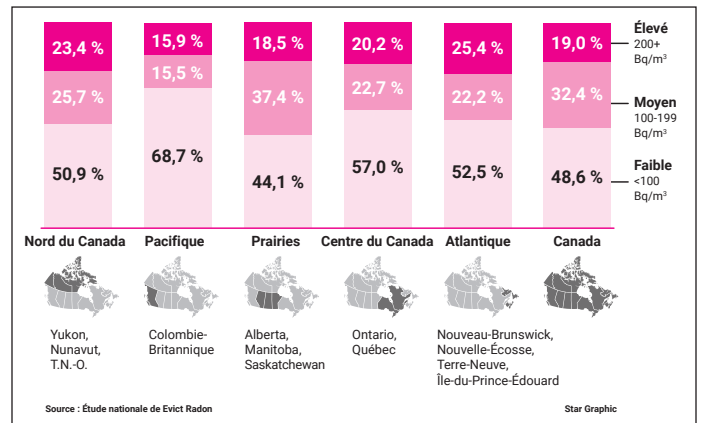 23,4 %
15,9 %
18,5 %
20,2 %
25,4 %
19,0 %
Élevé
200+
Bq/m³
25,7 %
15,5 %
37,4 %
22,7 %
22,2 %
32,4 %
Moyen
100-199
Bq/m³
50,9 %
68,7 %
44,1 %
57,0 %
52,5 %
48,6 %
Faible
<100
Bq/m³
Nord du Canada
Pacifique
Prairies
Centre du Canada
Atlantique
Canada
Yukon,
Nunavut,
T.N.-O.
Colombie-
Britannique
Alberta,
Manitoba,
Saskatchewan
Ontario,
Québec
Nouveau-Brunswick,
Nouvelle-Écosse,
Terre-Neuve,
Île-du-Prince-Édouard
Source : Étude nationale de Evict Radon
Star Graphic